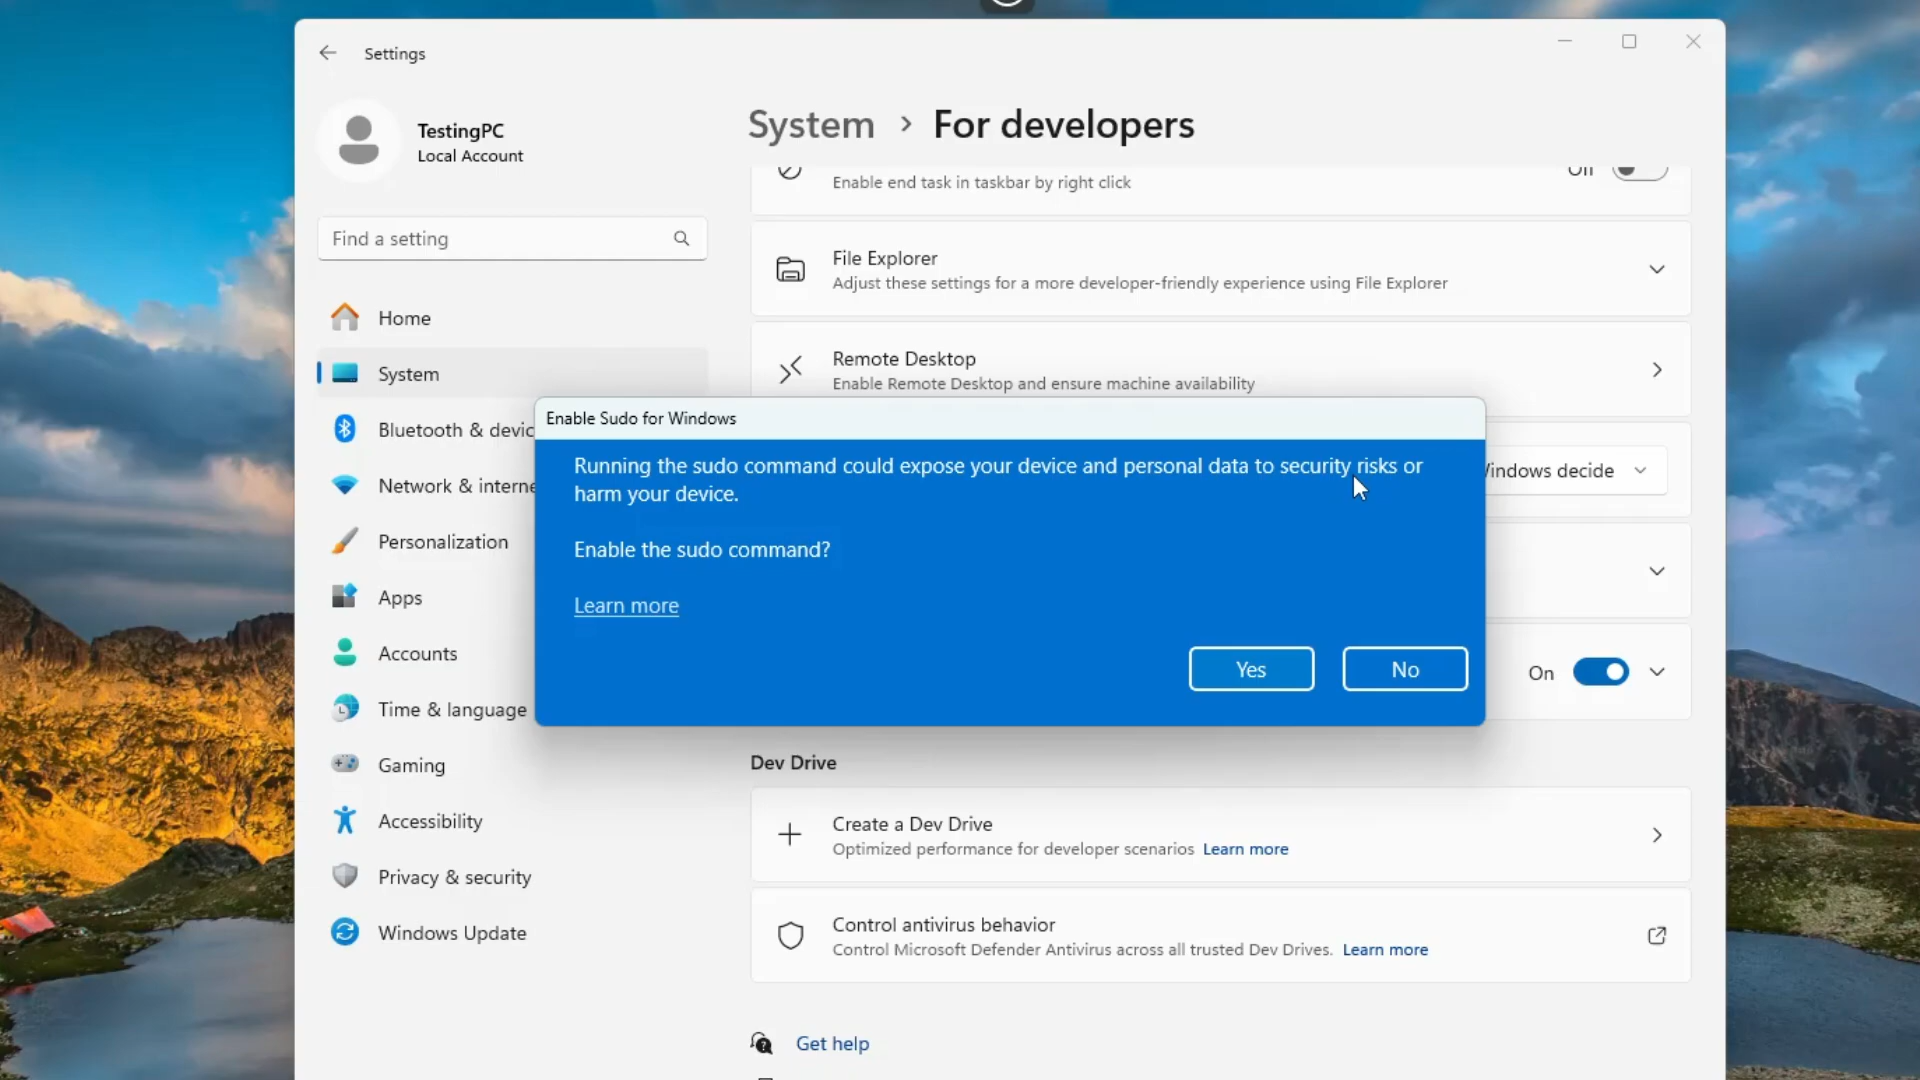 Settings
TestingPC
Local Account
Find a setting
Home
System
Bluetooth & devic
Network & interne
Personalization
Apps
Accounts
Time & language
Gaming
Accessibility
Privacy & security
Windows Update
System > For developers
Enable end task in taskbar by right click
Off
File Explorer
Adjust these settings for a more developer-friendly experience using File Explorer
Remote Desktop
Enable Remote Desktop and ensure machine availability
Enable Sudo for Windows
Running the sudo command could expose your device and personal data to security risks or
harm your device.
Enable the sudo command?
Learn more
Yes
No
Windows decide
On
Dev Drive
Create a Dev Drive
Optimized performance for developer scenarios Learn more
Control antivirus behavior
Control Microsoft Defender Antivirus across all trusted Dev Drives. Learn more
Get help